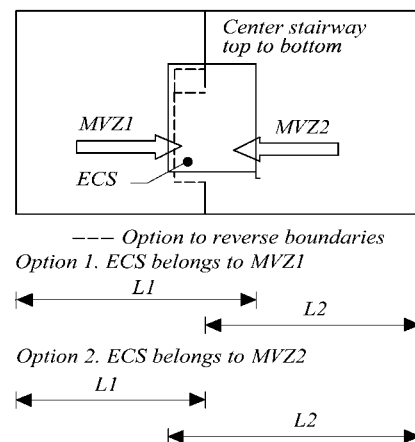 Center stairway
top to bottom
MVZ1
MVZ2
ECS
Option to reverse boundaries
Option 1. ECS belongs to MVZ1
L1
L2
Option 2. ECS belongs to MVZ2
L1
L2